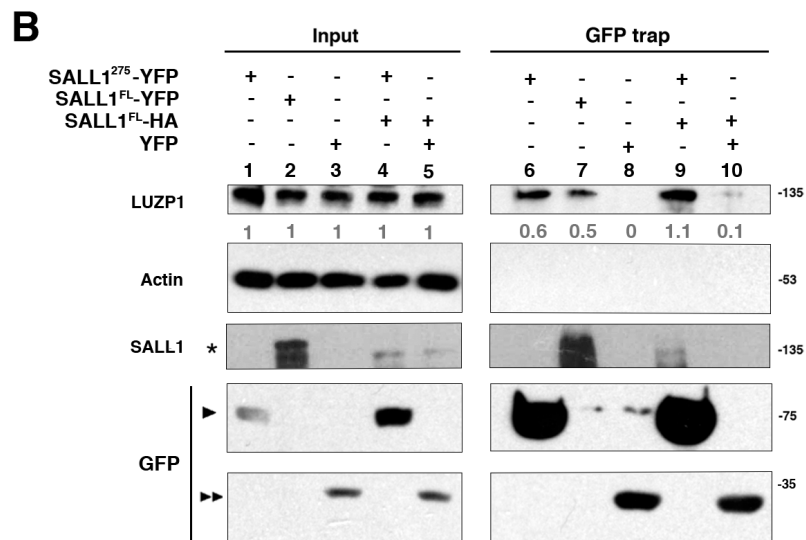 B
Input GFP trap
SALL1275-YFP + - - + - + - - + -
SALL1FL-YFP - + - - - - + - - -
SALL1FL-HA - - - + + - - - + +
YFP - - + - + - - + - +
1 2 3 4 5 6 7 8 9 10
LUZP1 -135
1 1 1 1 1 0.6 0.5 0 1.1 0.1
Actin -53
SALL1 * -135
-75
GFP
-35